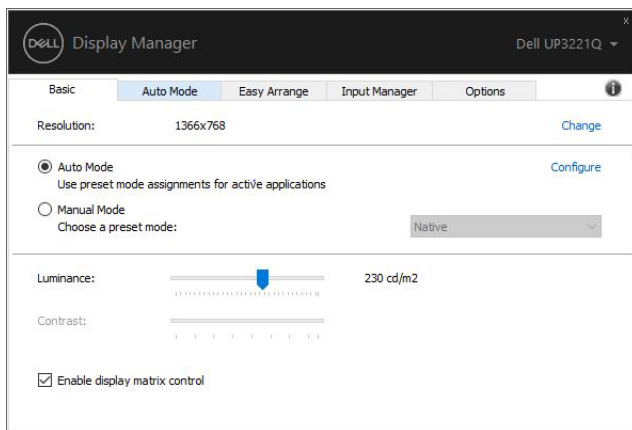 x
DELL Display Manager Dell UP3221Q
Basic Auto Mode Easy Arrange Input Manager Options i
Resolution: 1366x768 Change
Auto Mode Configure
Use preset mode assignments for active applications
Manual Mode
Choose a preset mode: Native
Luminance: 230 cd/m2
Contrast:
Enable display matrix control